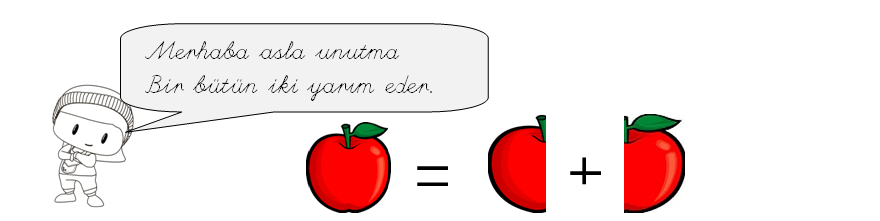 Merhaba asla unutma
Bir bütün iki yarım eder.
= +